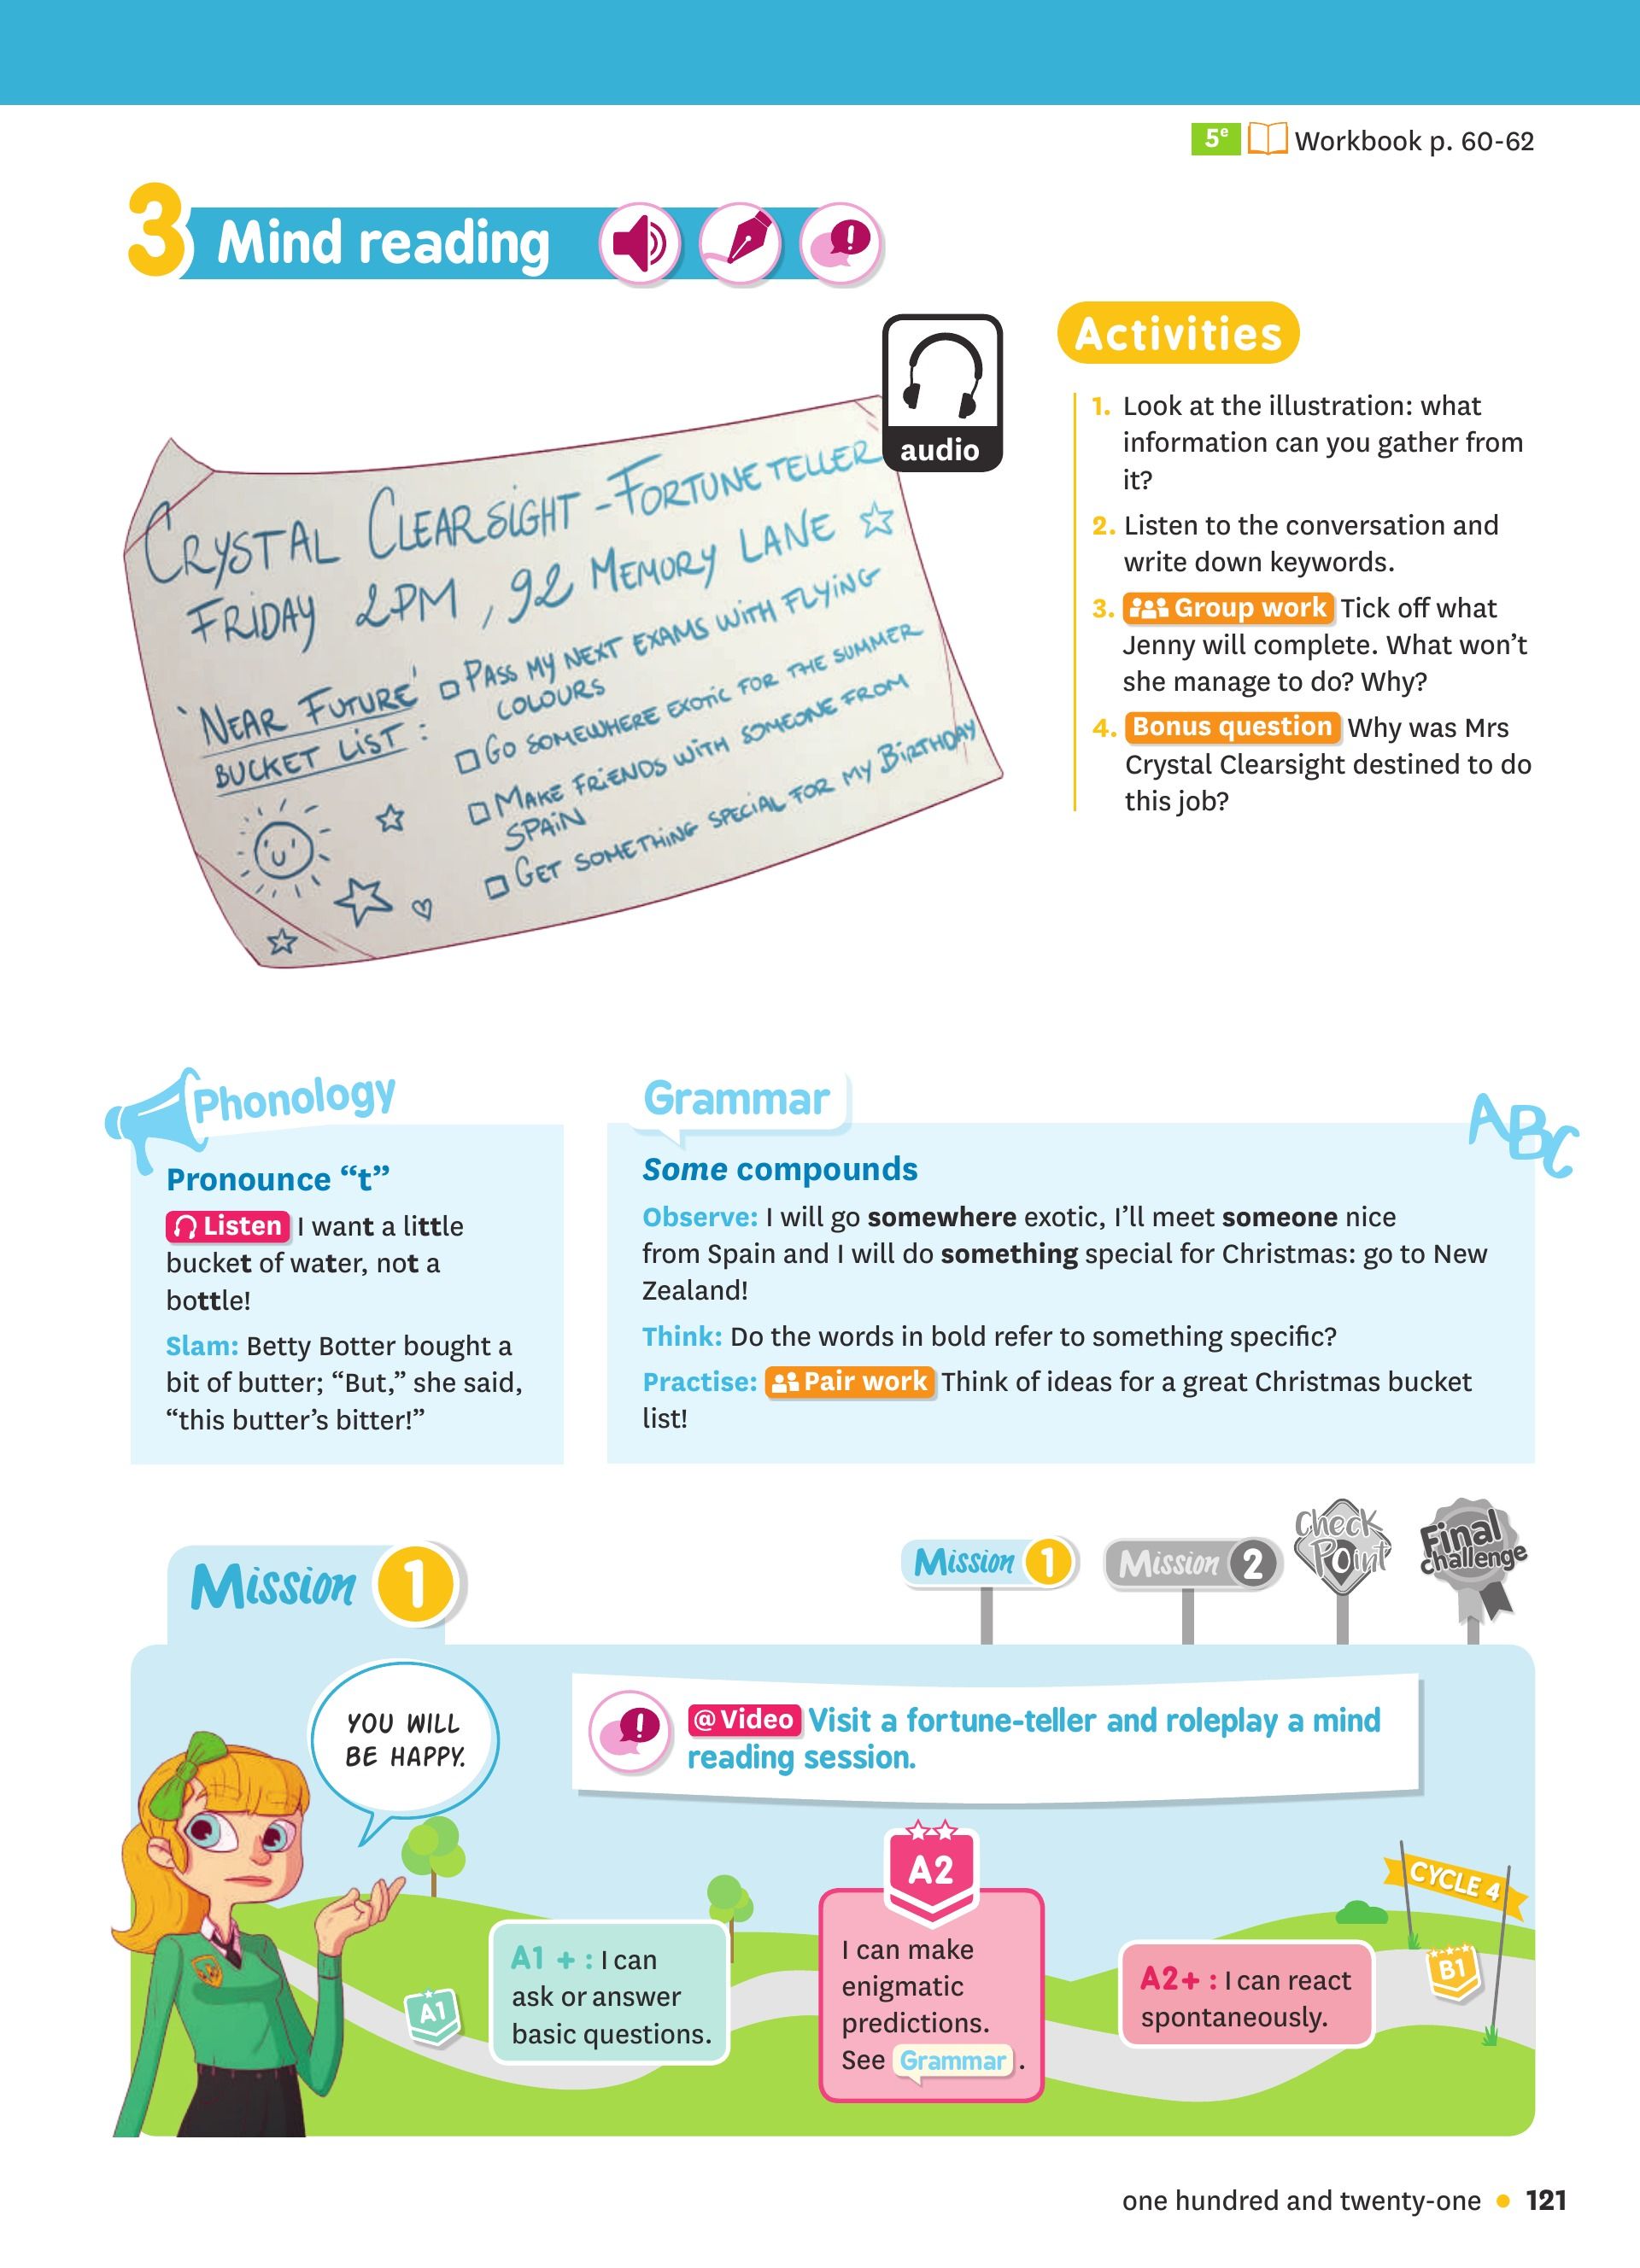 5e Workbook p. 60-62
3 Mind reading
audio
CRYSTAL CLEARSIGHT - FORTUNE TELLER
FRIDAY 2PM, 92 MEMORY LANE
'NEAR FUTURE'
BUCKET LIST :
PASS MY NEXT EXAMS WITH FLYING
COLOURS
GO SOMEWHERE EXOTIC FOR THE SUMMER
MAKE FRIENDS WITH SOMEONE FROM
SPAIN
GET SOMETHING SPECIAL FOR MY BIRTHDAY
Activities
1. Look at the illustration: what
information can you gather from
it?
2. Listen to the conversation and
write down keywords.
3. Group work Tick off what
Jenny will complete. What won't
she manage to do? Why?
4. Bonus question Why was Mrs
Crystal Clearsight destined to do
this job?
Phonology
Pronounce “t”
Listen I want a little
bucket of water, not a
bottle!
Slam: Betty Botter bought a
bit of butter; “But,” she said,
“this butter’s bitter!”
Grammar
ABC
Some compounds
Observe: I will go somewhere exotic, I’ll meet someone nice
from Spain and I will do something special for Christmas: go to New
Zealand!
Think: Do the words in bold refer to something specific?
Practise: Pair work Think of ideas for a great Christmas bucket
list!
Mission 1
Mission 1
Mission 2
Check
Point
Final
challenge
YOU WILL
BE HAPPY.
@ Video Visit a fortune-teller and roleplay a mind
reading session.
A1
A1 + : I can
ask or answer
basic questions.
A2
I can make
enigmatic
predictions.
See Grammar .
A2+ : I can react
spontaneously.
CYCLE 4
B1
one hundred and twenty-one • 121